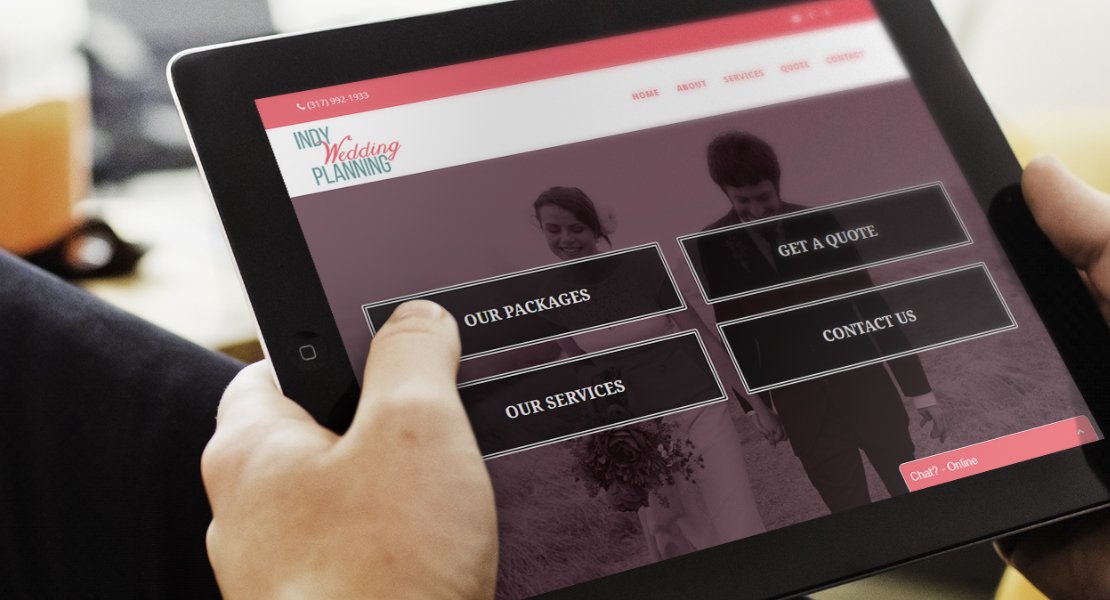 (317) 992-1933
HOME ABOUT SERVICES QUOTE CONTACT
INDY
Wedding
PLANNING
OUR PACKAGES
GET A QUOTE
OUR SERVICES
CONTACT US
Chat? - Online